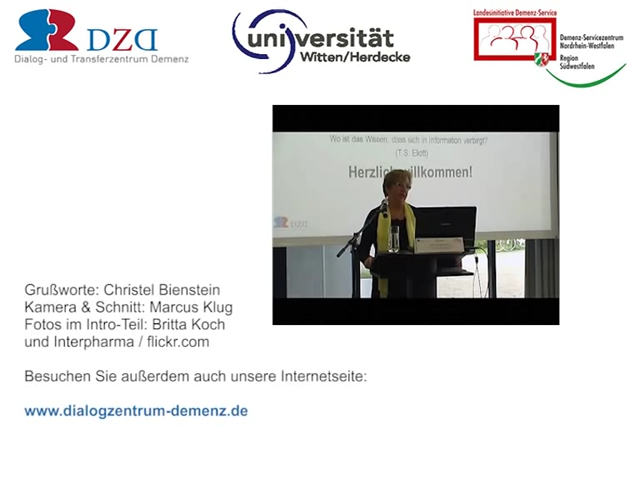 DZD
Dialog- und Transferzentrum Demenz
universität
Witten/Herdecke
Landesinitiative Demenz-Service
Demenz-Servicezentrum
Nordrhein-Westfalen
Region
Südwestfalen
Wo ist das Wissen, dass sich in Information verbirgt?
(T.S. Eliott)
Herzlich willkommen!
DZD
Grußworte: Christel Bienstein
Kamera & Schnitt: Marcus Klug
Fotos im Intro-Teil: Britta Koch
und Interpharma / flickr.com
Besuchen Sie außerdem auch unsere Internetseite:
www.dialogzentrum-demenz.de